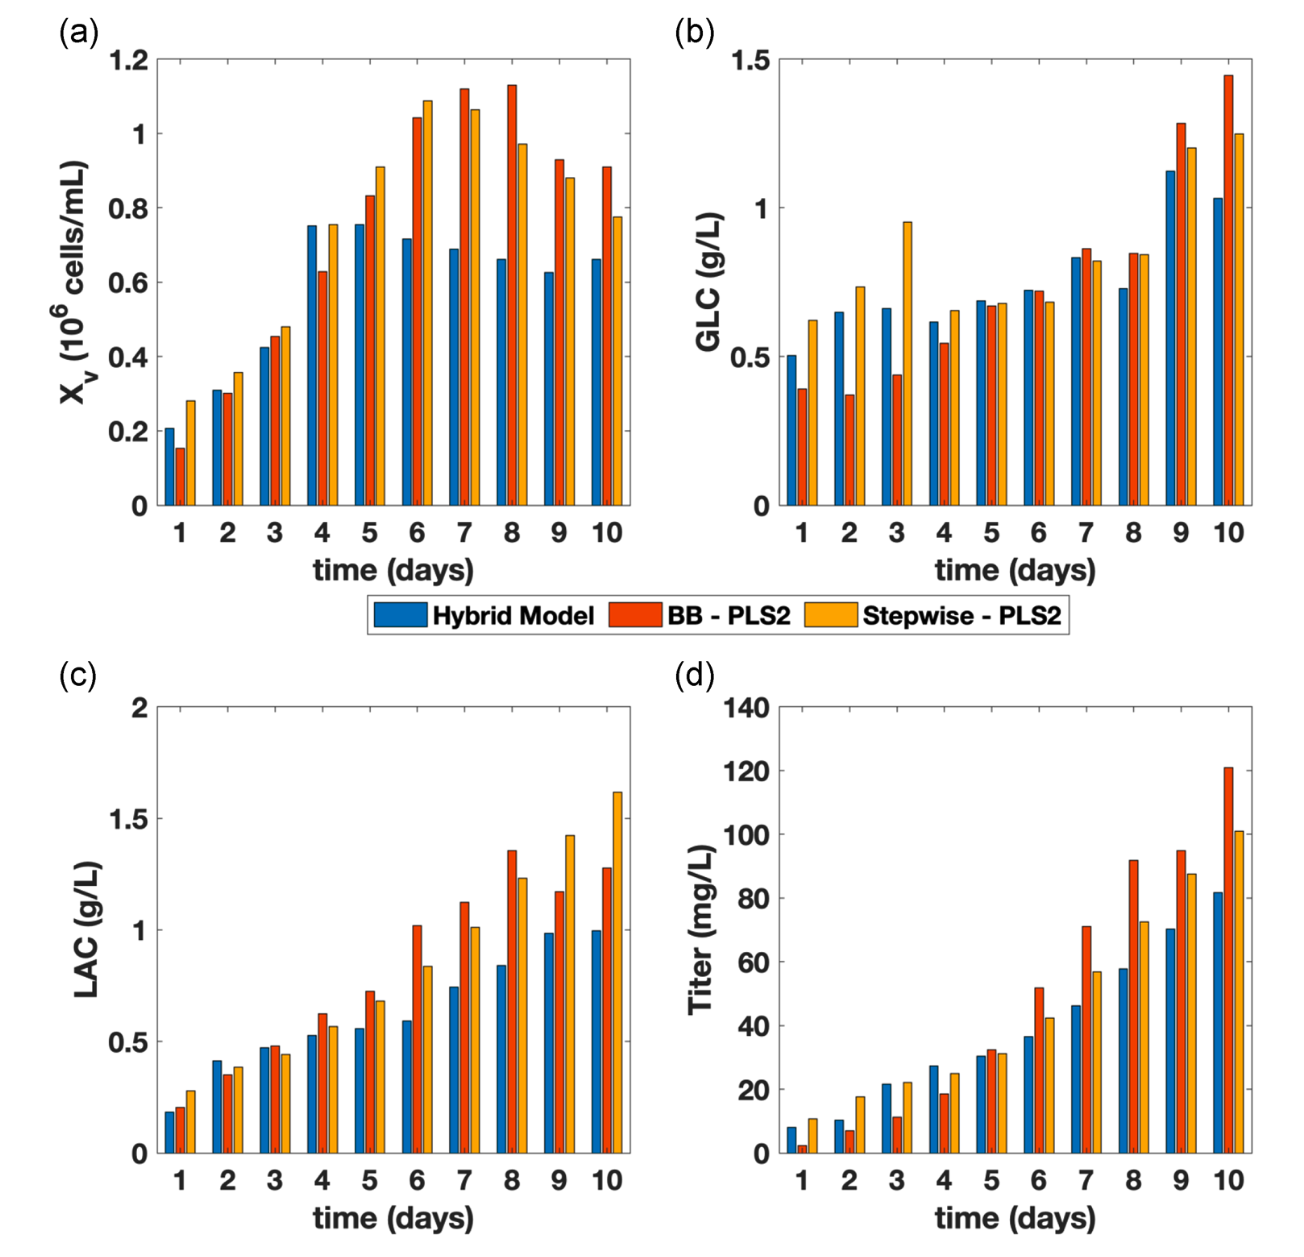 (a)
1.2
1
0.8
0.6
0.4
0.2
0
Xv (10^6 cells/mL)
1 2 3 4 5 6 7 8 9 10
time (days)
(b)
1.5
1
0.5
0
GLC (g/L)
1 2 3 4 5 6 7 8 9 10
time (days)
Hybrid Model BB - PLS2 Stepwise - PLS2
(c)
2
1.5
1
0.5
0
LAC (g/L)
1 2 3 4 5 6 7 8 9 10
time (days)
(d)
140
120
100
80
60
40
20
0
Titer (mg/L)
1 2 3 4 5 6 7 8 9 10
time (days)